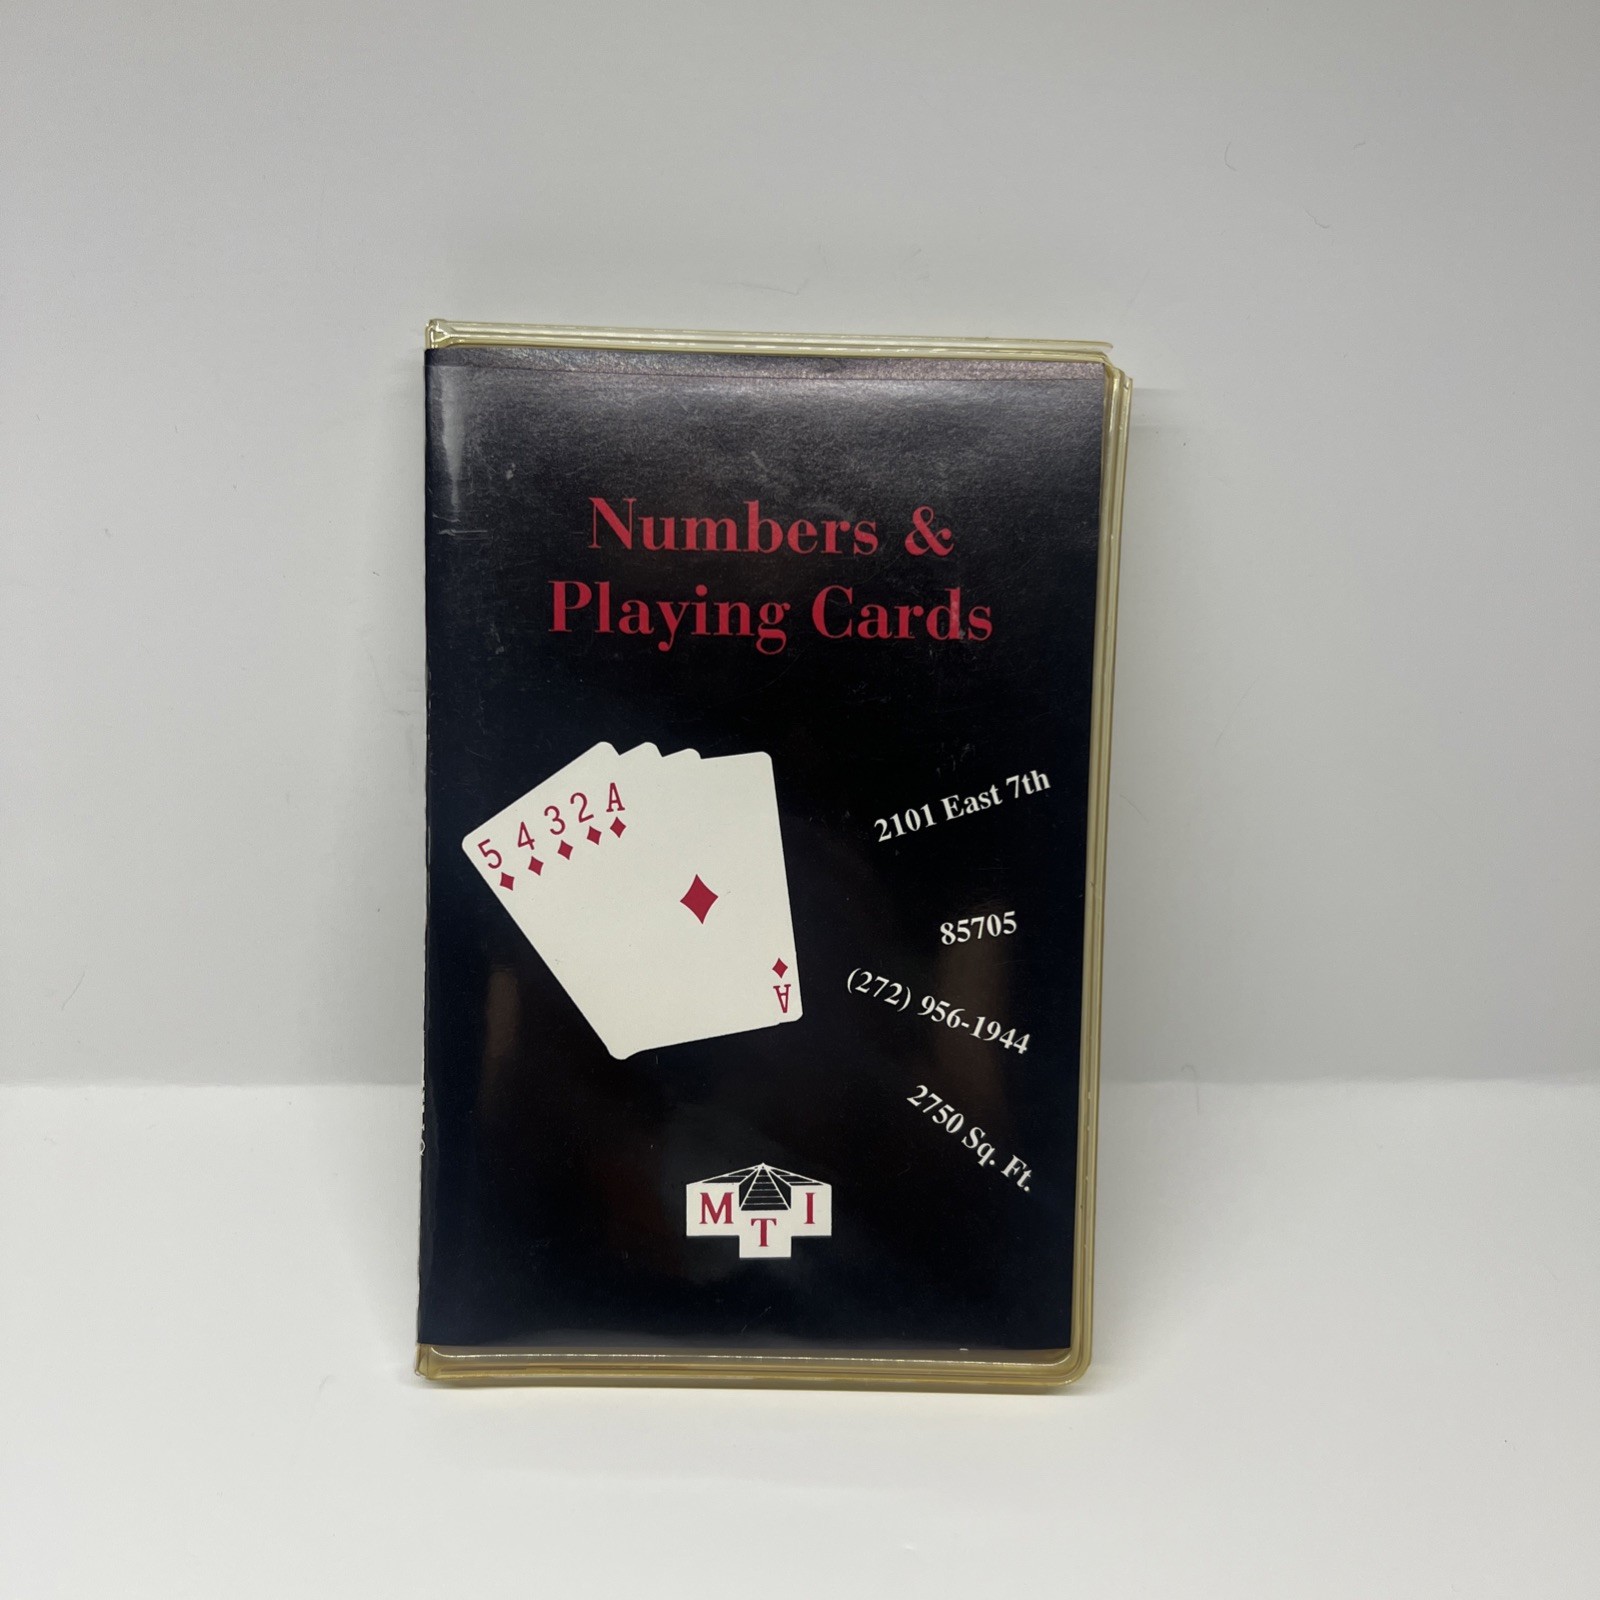 Numbers &
Playing Cards
5 4 3 2 A
A
2101 East 7th
85705
(272) 956-1944
2750 Sq. Ft.
M T I